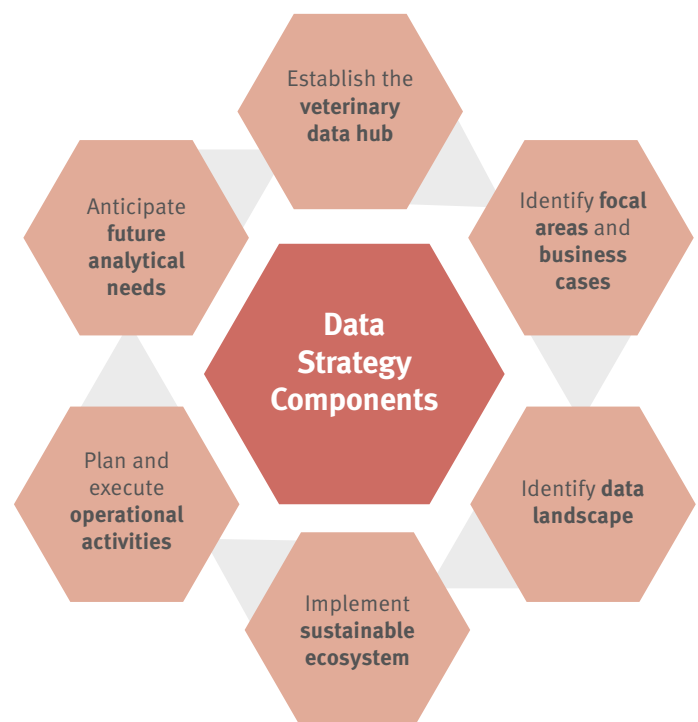 Establish the
veterinary
data hub
Identify focal
areas and
business
cases
Identify data
landscape
Implement
sustainable
ecosystem
Plan and
execute
operational
activities
Anticipate
future
analytical
needs
Data
Strategy
Components